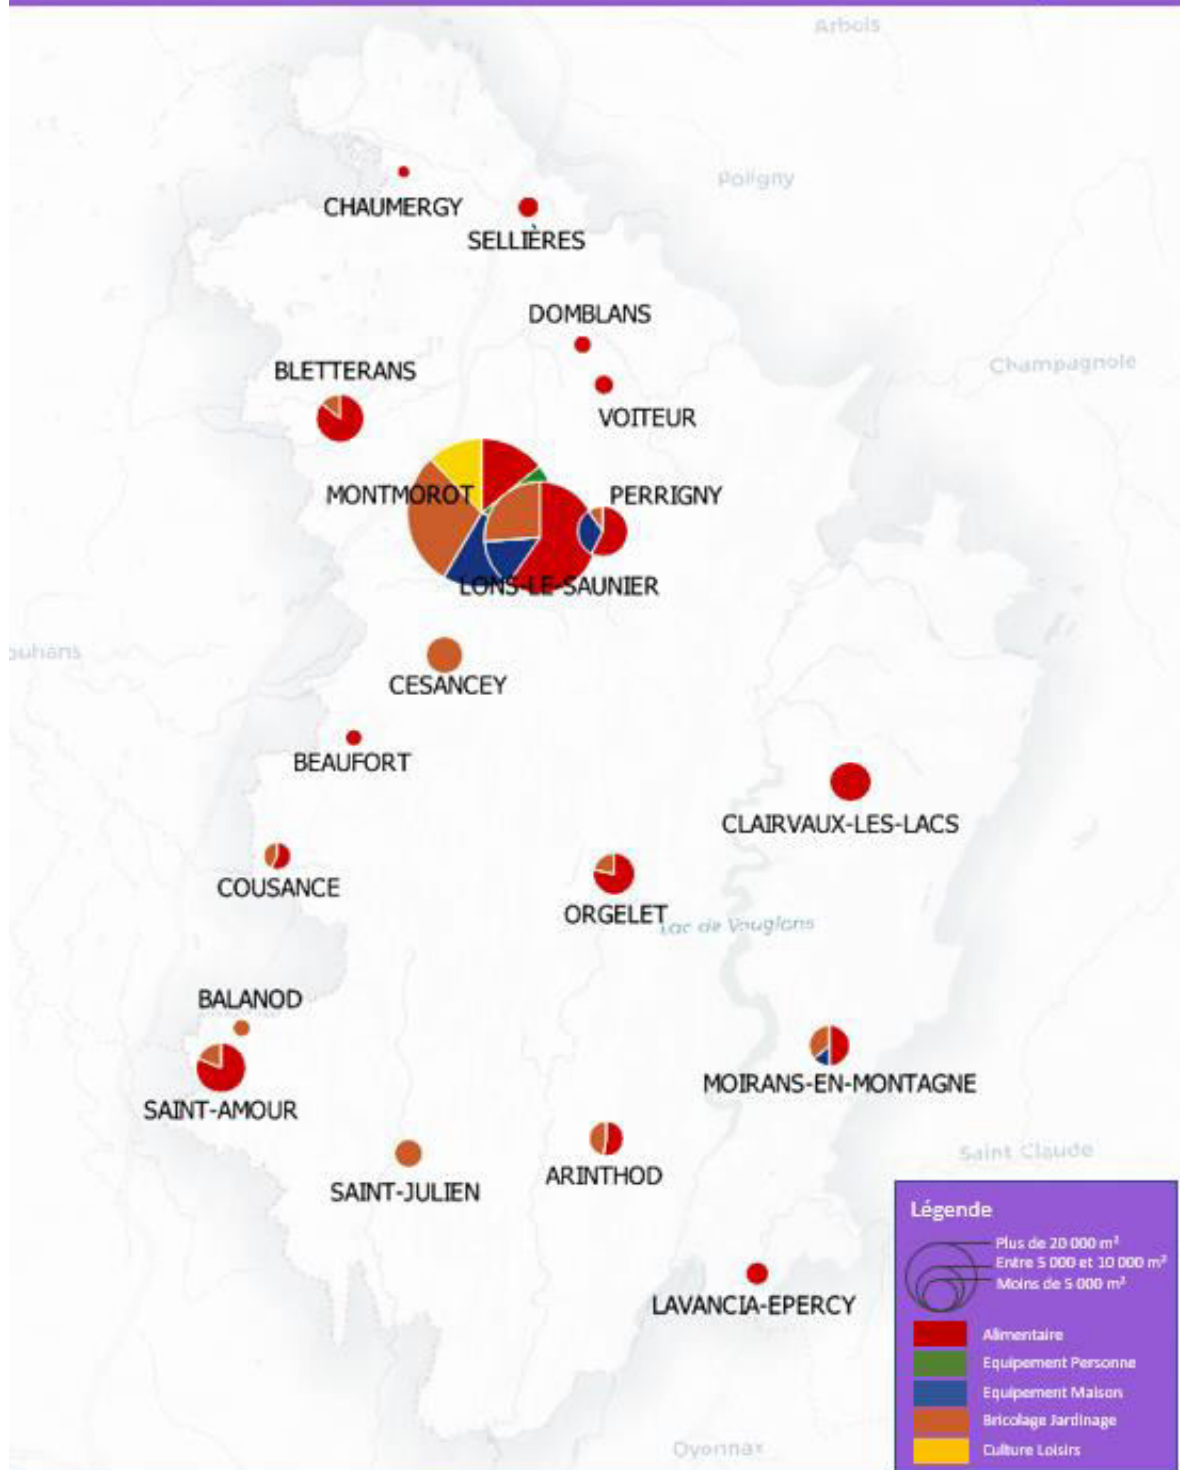 Arbois
Poligny
CHAUMERGY
SELLIÈRES
DOMBLANS
Champagnole
BLETTERANS
VOITEUR
MONTMOROT
PERRIGNY
LONS-LE-SAUNIER
ouhans
CESANCEY
BEAUFORT
CLAIRVAUX-LES-LACS
COUSANCE
ORGELET
Lac de Vouglans
BALANOD
MOIRANS-EN-MONTAGNE
SAINT-AMOUR
Saint Claude
ARINTHOD
SAINT-JULIEN
LAVANCIA-EPERCY
Oyonnax
Légende
Plus de 20 000 m²
Entre 5 000 et 10 000 m²
Moins de 5 000 m²
Alimentaire
Equipement Personne
Equipement Maison
Bricolage Jardinage
Culture Loisirs